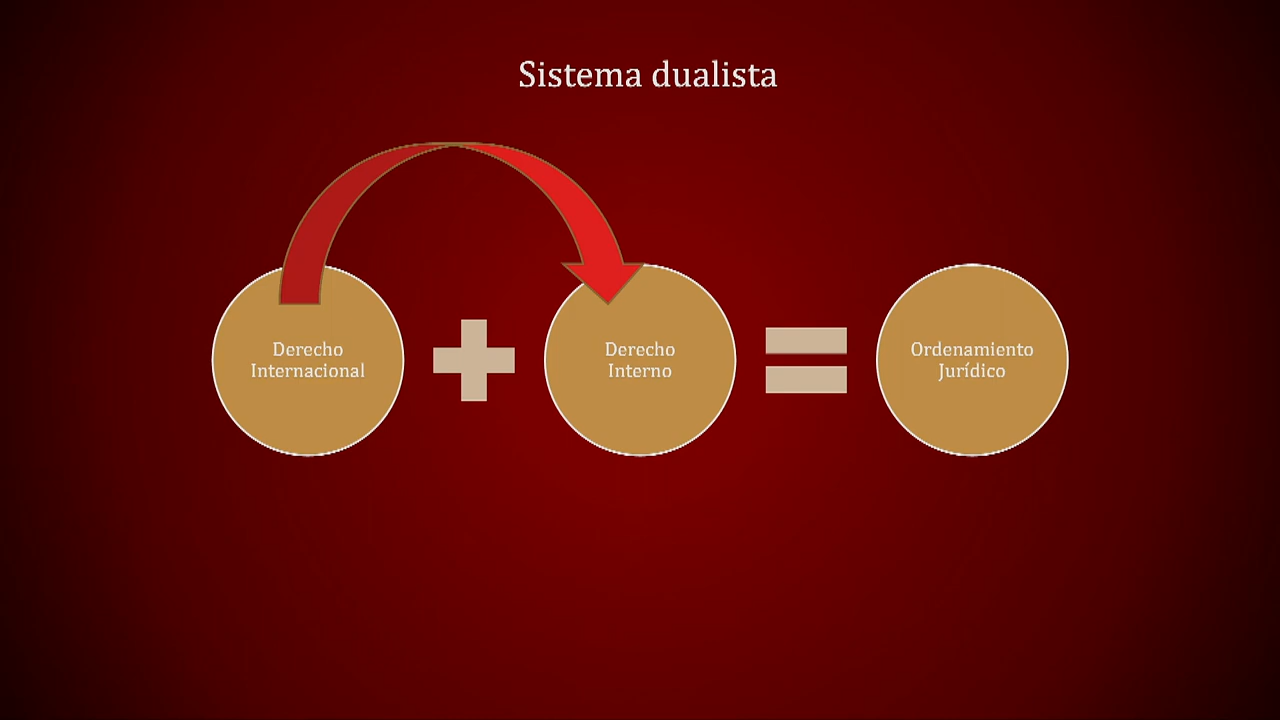 Sistema dualista
Derecho
Internacional
Derecho
Interno
Ordenamiento
Jurídico